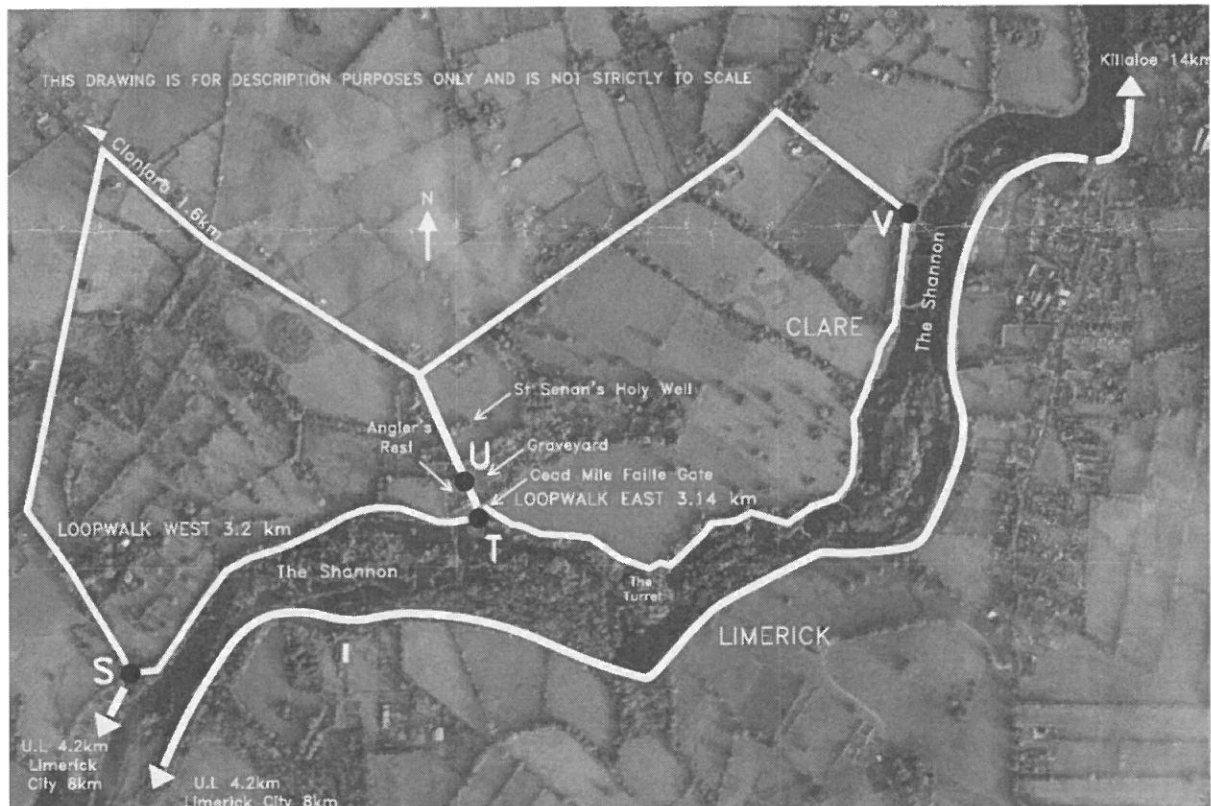 Killaloe 14km
THIS DRAWING IS FOR DESCRIPTION PURPOSES ONLY AND IS NOT STRICTLY TO SCALE
Clonlara 1.6km
N
V
The Shannon
CLARE
St Senan's Holy Well
Angler's
Rest
U
Graveyard
Cead Mile Failte Gate
LOOPWALK EAST 3.14 km
LOOPWALK WEST 3.2 km
T
The Shannon
The
Turret
LIMERICK
S
U.L 4.2km
Limerick
City 8km
U.L 4.2km
Limerick City 8km